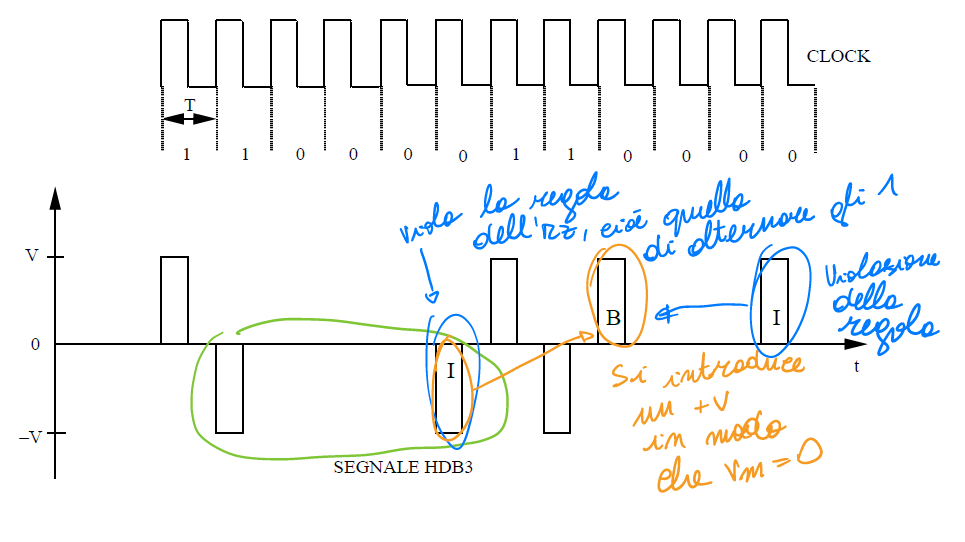 CLOCK
T
1 1 0 0 0 0 1 1 0 0 0 0
viola la regola
dell'RZ, cioè quella
di alternare gli 1
V
B
I
Violazione
della
regola
0
I
t
Si introduce
un +V
in modo
che Vm = 0
-V
SEGNALE HDB3